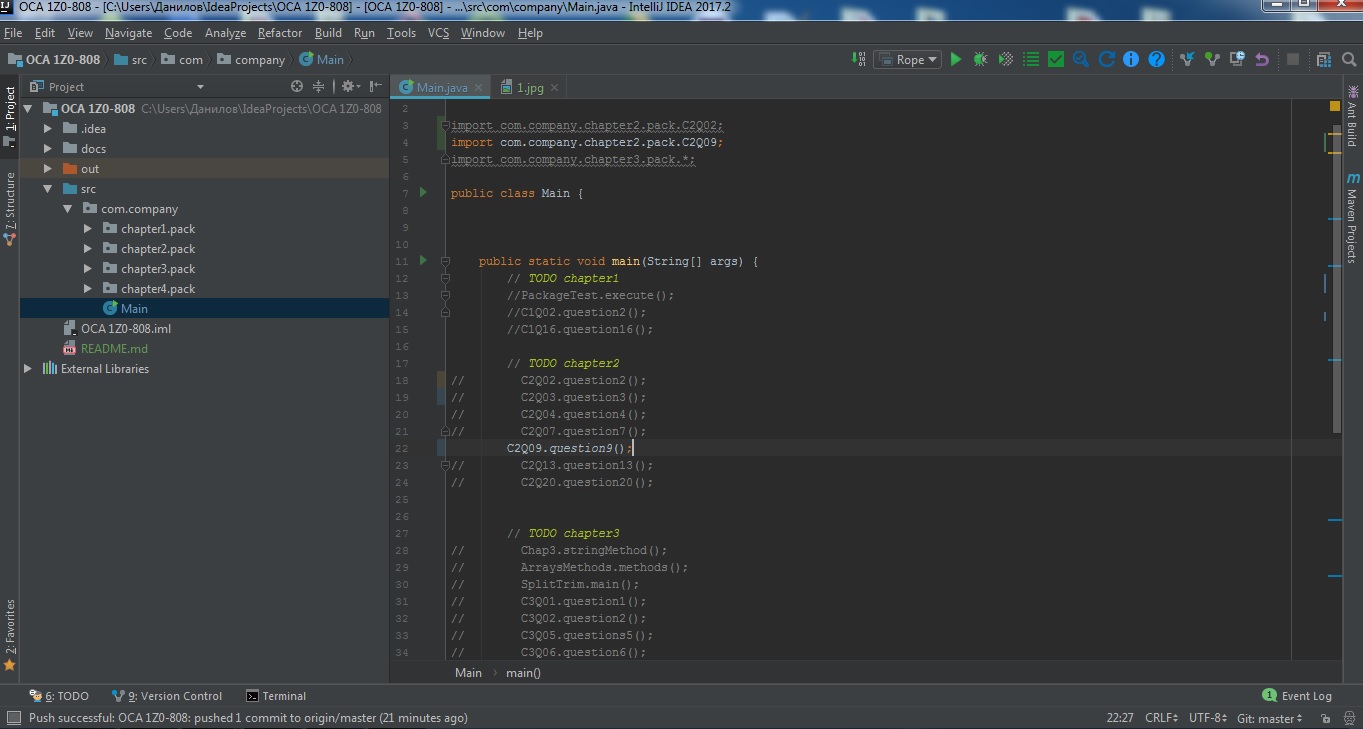 OCA 1Z0-808 - [C:\Users\Данилов\IdeaProjects\OCA 1Z0-808] - [OCA 1Z0-808] - ...\src\com\company\Main.java - IntelliJ IDEA 2017.2
File Edit View Navigate Code Analyze Refactor Build Run Tools VCS Window Help
OCA 1Z0-808 src com company Main Rope
Project
Main.java 1.jpg
1: Project
7: Structure
2: Favorites
OCA 1Z0-808 C:\Users\Данилов\IdeaProjects\OCA 1Z0-808
.idea
docs
out
src
com.company
chapter1.pack
chapter2.pack
chapter3.pack
chapter4.pack
Main
OCA 1Z0-808.iml
README.md
External Libraries
2
3 import com.company.chapter2.pack.C2Q02;
4 import com.company.chapter2.pack.C2Q09;
5 import com.company.chapter3.pack.*;
6
7 public class Main {
8
9
10
11 public static void main(String[] args) {
12 // TODO chapter1
13 //PackageTest.execute();
14 //C1Q02.question2();
15 //C1Q16.question16();
16
17 // TODO chapter2
18 // C2Q02.question2();
19 // C2Q03.question3();
20 // C2Q04.question4();
21 // C2Q07.question7();
22 C2Q09.question9();
23 // C2Q13.question13();
24 // C2Q20.question20();
25
26
27 // TODO chapter3
28 // Chap3.stringMethod();
29 // ArraysMethods.methods();
30 // SplitTrim.main();
31 // C3Q01.question1();
32 // C3Q02.question2();
33 // C3Q05.questions5();
34 // C3Q06.question6();
Main main()
Ant Build
Maven Projects
6: TODO 9: Version Control Terminal 1 Event Log
Push successful: OCA 1Z0-808: pushed 1 commit to origin/master (21 minutes ago) 22:27 CRLF UTF-8 Git: master